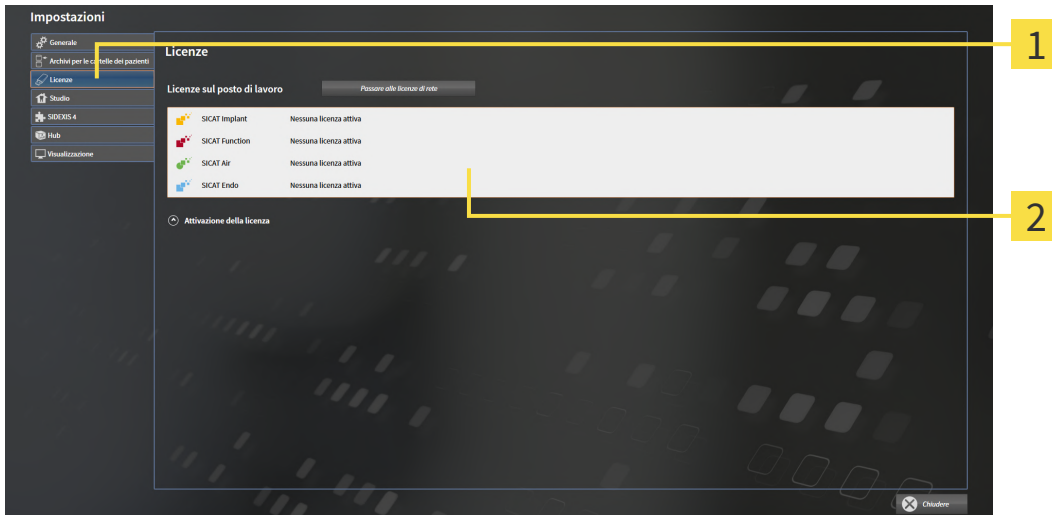 Impostazioni
Generale
Archivi per le cartelle dei pazienti
Licenze
Studio
SIDEXIS 4
Hub
Visualizzazione
Licenze
Licenze sul posto di lavoro
Passare alle licenze di rete
SICAT Implant Nessuna licenza attiva
SICAT Function Nessuna licenza attiva
SICAT Air Nessuna licenza attiva
SICAT Endo Nessuna licenza attiva
Attivazione della licenza
Chiudere
1
2